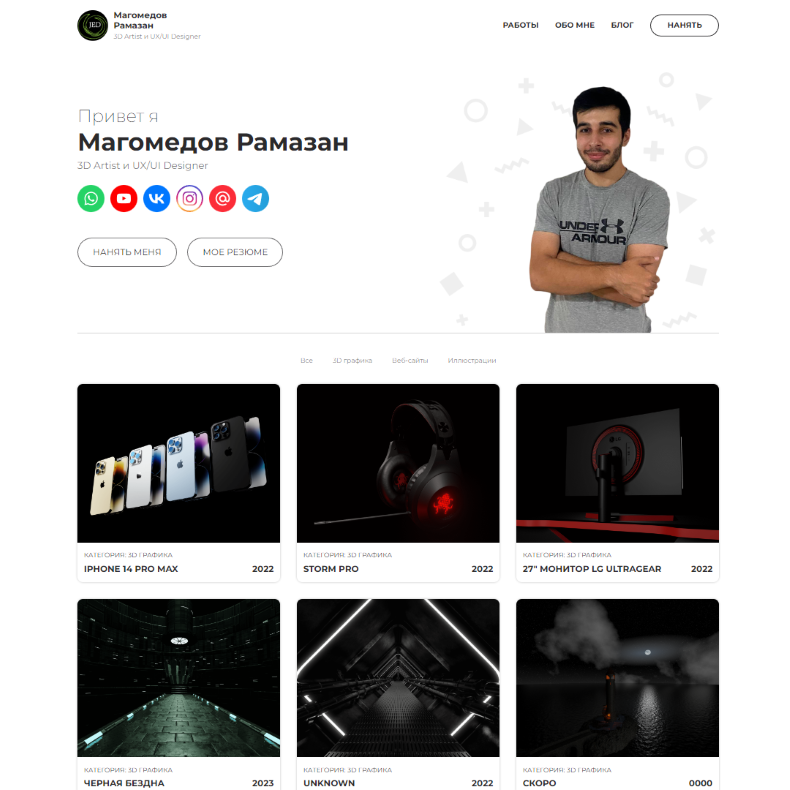 JED
Магомедов
Рамазан
3D Artist и UX/UI Designer
РАБОТЫ ОБО МНЕ БЛОГ НАНЯТЬ
Привет я
Магомедов Рамазан
3D Artist и UX/UI Designer
UNDER
ARMOUR
НАНЯТЬ МЕНЯ МОЕ РЕЗЮМЕ
Все 3D графика Веб-сайты Иллюстрации
КАТЕГОРИЯ: 3D ГРАФИКА
IPHONE 14 PRO MAX 2022
КАТЕГОРИЯ: 3D ГРАФИКА
STORM PRO 2022
КАТЕГОРИЯ: 3D ГРАФИКА
27" МОНИТОР LG ULTRAGEAR 2022
КАТЕГОРИЯ: 3D ГРАФИКА
ЧЕРНАЯ БЕЗДНА 2023
КАТЕГОРИЯ: 3D ГРАФИКА
UNKNOWN 2022
КАТЕГОРИЯ: 3D ГРАФИКА
СКОРО 0000